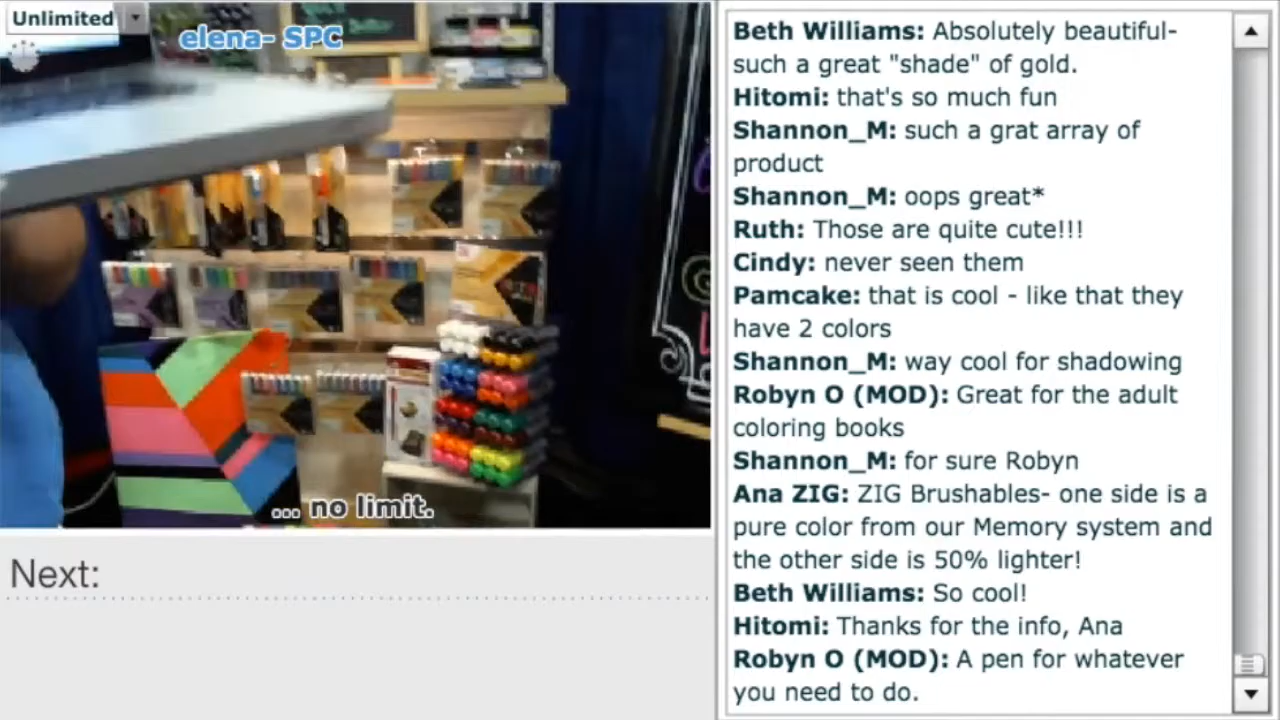 Unlimited
elena- SPC
... no limit.
Next:
Beth Williams: Absolutely beautiful-
such a great "shade" of gold.
Hitomi: that's so much fun
Shannon_M: such a grat array of
product
Shannon_M: oops great*
Ruth: Those are quite cute!!!
Cindy: never seen them
Pamcake: that is cool - like that they
have 2 colors
Shannon_M: way cool for shadowing
Robyn O (MOD): Great for the adult
coloring books
Shannon_M: for sure Robyn
Ana ZIG: ZIG Brushables- one side is a
pure color from our Memory system and
the other side is 50% lighter!
Beth Williams: So cool!
Hitomi: Thanks for the info, Ana
Robyn O (MOD): A pen for whatever
you need to do.